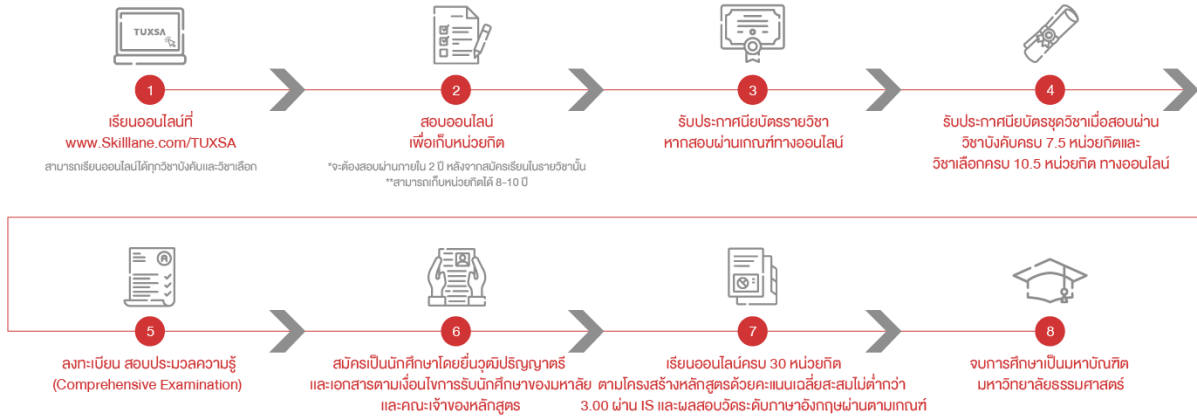 TUXSA
1
เรียนออนไลน์ที่
www.Skilllane.com/TUXSA
สามารถเรียนออนไลน์ได้ทุกวิชาบังคับและวิชาเลือก
2
สอบออนไลน์
เพื่อเก็บหน่วยกิต
*จะต้องสอบผ่านภายใน 2 ปี หลังจากสมัครเรียนในรายวิชานั้น
**สามารถเก็บหน่วยกิตได้ 8-10 ปี
3
รับประกาศนียบัตรรายวิชา
หากสอบผ่านเกณฑ์ทางออนไลน์
4
รับประกาศนียบัตรชุดวิชาเมื่อสอบผ่าน
วิชาบังคับครบ 7.5 หน่วยกิตและ
วิชาเลือกครบ 10.5 หน่วยกิต ทางออนไลน์
5
ลงทะเบียน สอบประมวลความรู้
(Comprehensive Examination)
6
สมัครเป็นนักศึกษาโดยยื่นวุฒิปริญญาตรี
และเอกสารตามเงื่อนไขการรับนักศึกษาของมหาลัย
และคณะเจ้าของหลักสูตร
7
เรียนออนไลน์ครบ 30 หน่วยกิต
ตามโครงสร้างหลักสูตรด้วยคะแนนเฉลี่ยสะสมไม่ต่ำกว่า
3.00 ผ่าน IS และผลสอบวัดระดับภาษาอังกฤษผ่านตามเกณฑ์
8
จบการศึกษาเป็นมหาบัณฑิต
มหาวิทยาลัยธรรมศาสตร์